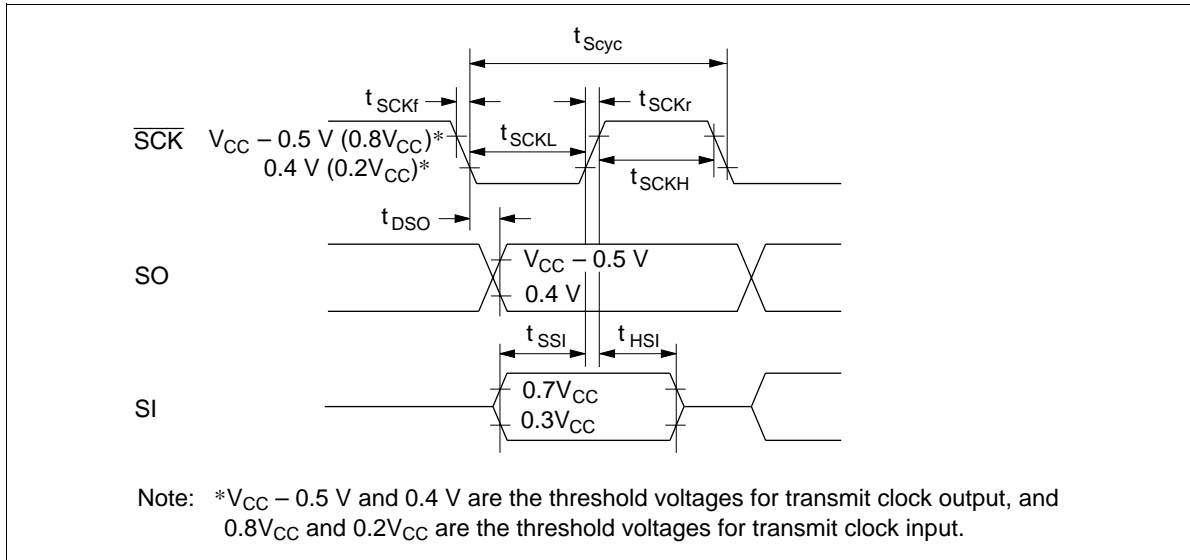 tScyc
tSCKf
tSCKr
SCK
VCC – 0.5 V (0.8VCC)*
tSCKL
0.4 V (0.2VCC)*
tSCKH
tDSO
SO
VCC – 0.5 V
0.4 V
tSSI
tHSI
SI
0.7VCC
0.3VCC
Note: *VCC – 0.5 V and 0.4 V are the threshold voltages for transmit clock output, and
0.8VCC and 0.2VCC are the threshold voltages for transmit clock input.